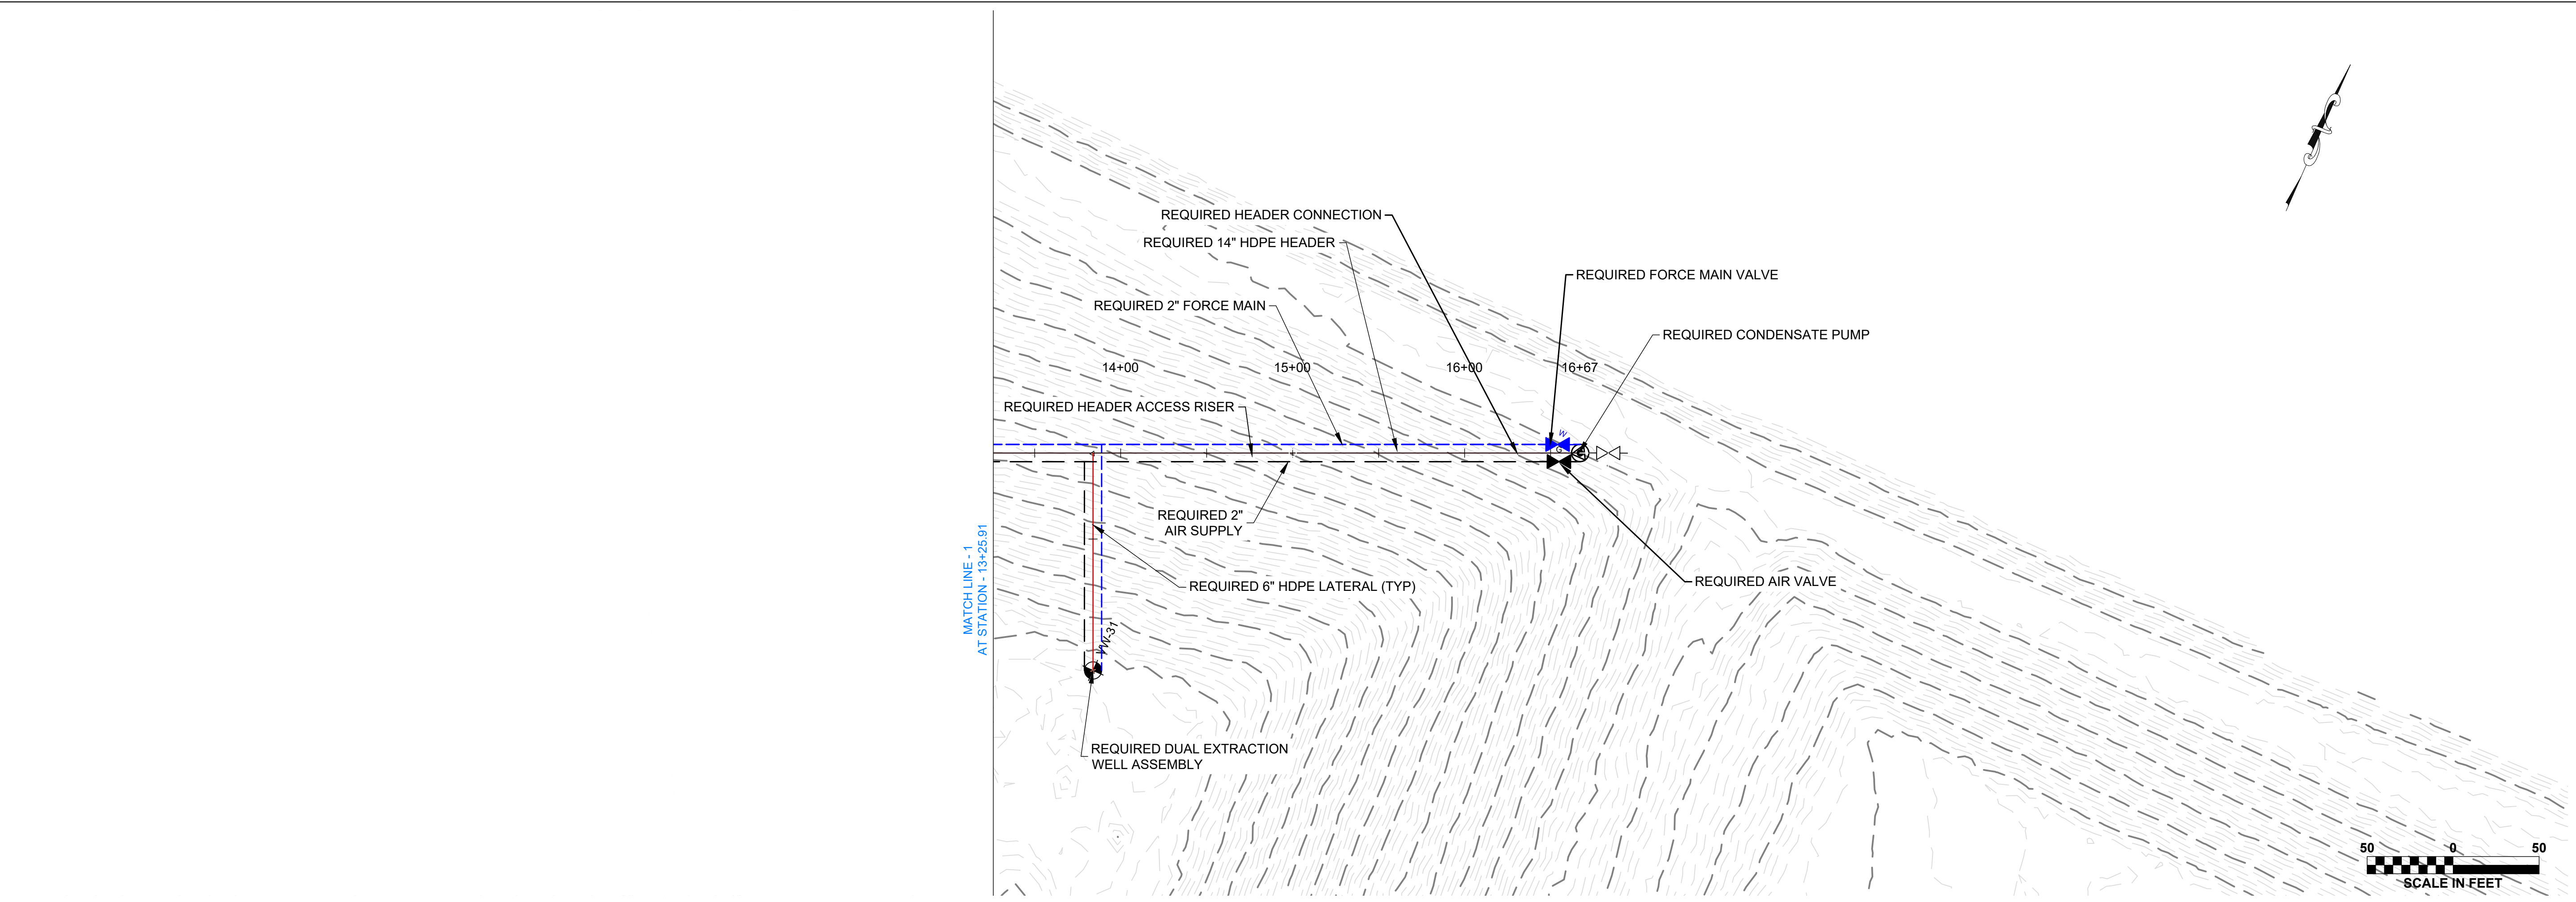 REQUIRED HEADER CONNECTION
REQUIRED 14" HDPE HEADER
REQUIRED FORCE MAIN VALVE
REQUIRED 2" FORCE MAIN
REQUIRED CONDENSATE PUMP
14+00
15+00
16+00
16+67
REQUIRED HEADER ACCESS RISER
W
G
REQUIRED 2"
AIR SUPPLY
MATCH LINE - 1
AT STATION - 13+25.91
REQUIRED 6" HDPE LATERAL (TYP)
REQUIRED AIR VALVE
REQUIRED DUAL EXTRACTION
WELL ASSEMBLY
50 0 50
SCALE IN FEET